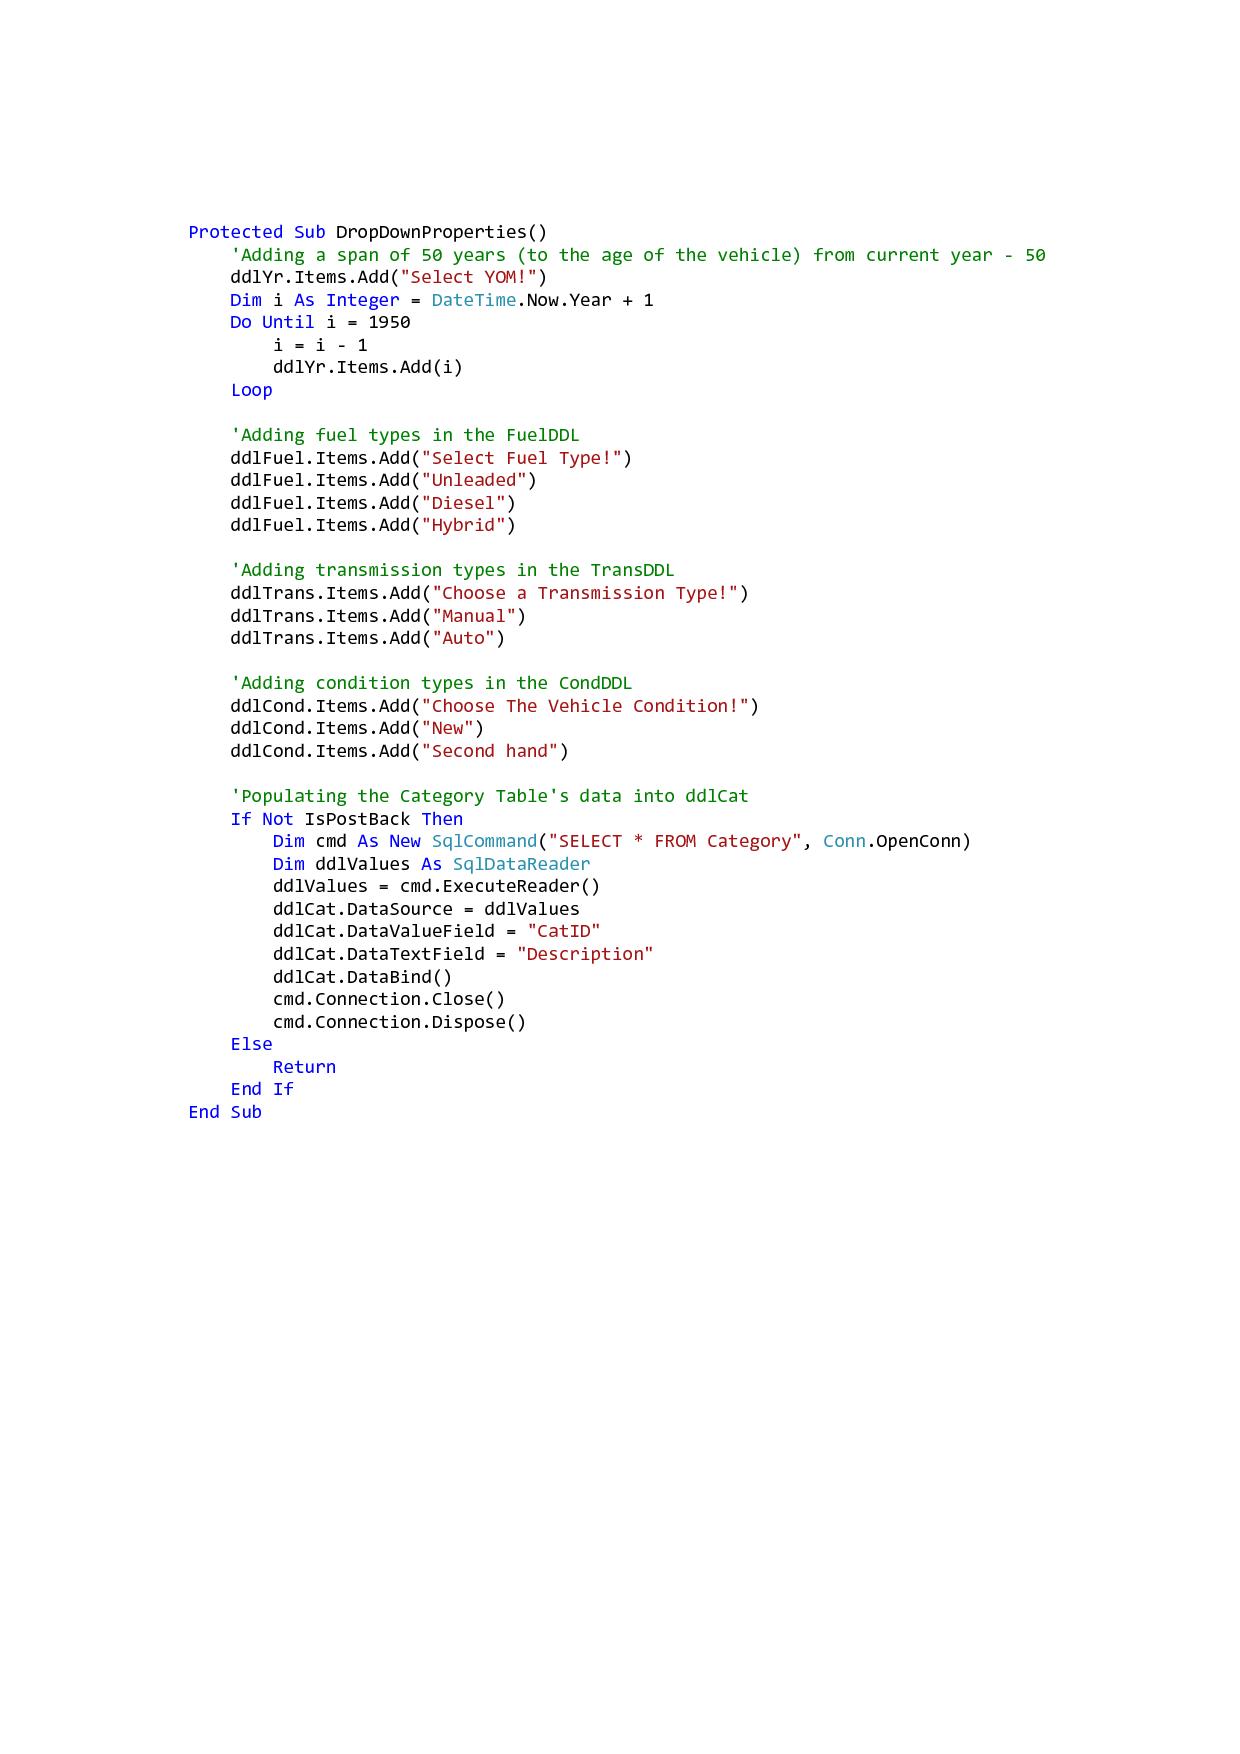 Protected Sub DropDownProperties()
    'Adding a span of 50 years (to the age of the vehicle) from current year - 50
    ddlYr.Items.Add("Select YOM!")
    Dim i As Integer = DateTime.Now.Year + 1
    Do Until i = 1950
        i = i - 1
        ddlYr.Items.Add(i)
    Loop

    'Adding fuel types in the FuelDDL
    ddlFuel.Items.Add("Select Fuel Type!")
    ddlFuel.Items.Add("Unleaded")
    ddlFuel.Items.Add("Diesel")
    ddlFuel.Items.Add("Hybrid")

    'Adding transmission types in the TransDDL
    ddlTrans.Items.Add("Choose a Transmission Type!")
    ddlTrans.Items.Add("Manual")
    ddlTrans.Items.Add("Auto")

    'Adding condition types in the CondDDL
    ddlCond.Items.Add("Choose The Vehicle Condition!")
    ddlCond.Items.Add("New")
    ddlCond.Items.Add("Second hand")

    'Populating the Category Table's data into ddlCat
    If Not IsPostBack Then
        Dim cmd As New SqlCommand("SELECT * FROM Category", Conn.OpenConn)
        Dim ddlValues As SqlDataReader
        ddlValues = cmd.ExecuteReader()
        ddlCat.DataSource = ddlValues
        ddlCat.DataValueField = "CatID"
        ddlCat.DataTextField = "Description"
        ddlCat.DataBind()
        cmd.Connection.Close()
        cmd.Connection.Dispose()
    Else
        Return
    End If
End Sub